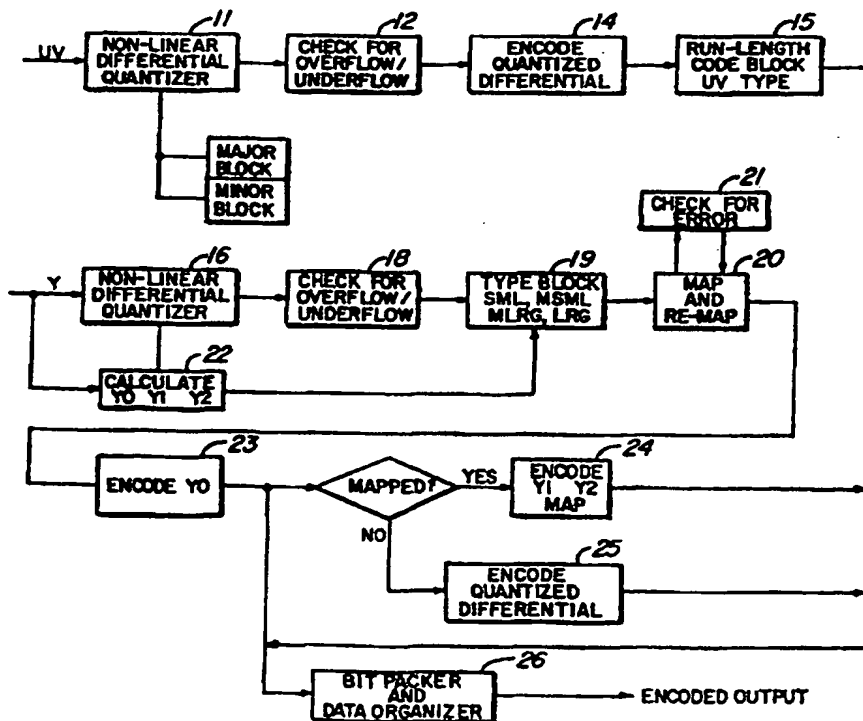 11
12
14
15
UV
NON-LINEAR
DIFFERENTIAL
QUANTIZER
CHECK FOR
OVERFLOW/
UNDERFLOW
ENCODE
QUANTIZED
DIFFERENTIAL
RUN-LENGTH
CODE BLOCK
UV TYPE
MAJOR
BLOCK
MINOR
BLOCK
21
CHECK FOR
ERROR
16
18
19
20
Y
NON-LINEAR
DIFFERENTIAL
QUANTIZER
CHECK FOR
OVERFLOW/
UNDERFLOW
TYPE BLOCK
SML, MSML
MLRG, LRG
MAP
AND
RE-MAP
22
CALCULATE
Y0 Y1 Y2
23
ENCODE Y0
MAPPED?
YES
NO
24
ENCODE
Y1 Y2
MAP
25
ENCODE
QUANTIZED
DIFFERENTIAL
26
BIT PACKER
AND
DATA ORGANIZER
ENCODED OUTPUT